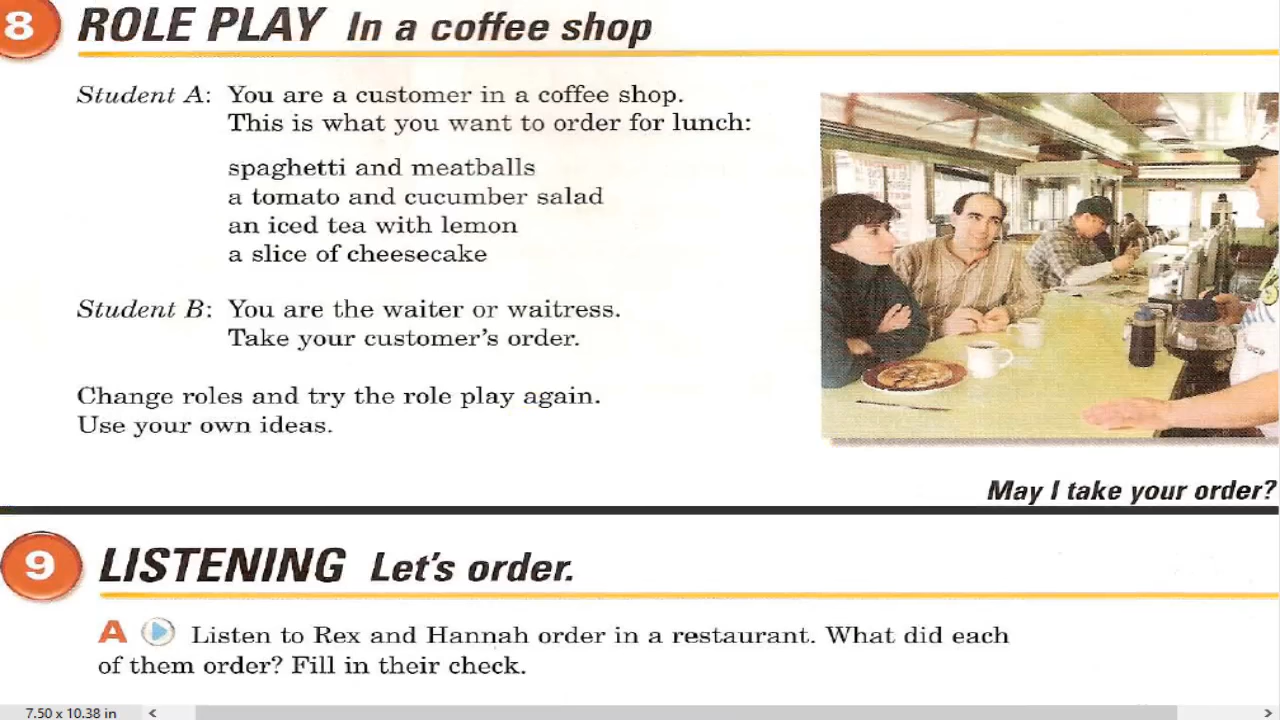 8 ROLE PLAY In a coffee shop
Student A: You are a customer in a coffee shop.
This is what you want to order for lunch:
spaghetti and meatballs
a tomato and cucumber salad
an iced tea with lemon
a slice of cheesecake
Student B: You are the waiter or waitress.
Take your customer's order.
Change roles and try the role play again.
Use your own ideas.
May I take your order?
9 LISTENING Let's order.
A Listen to Rex and Hannah order in a restaurant. What did each
of them order? Fill in their check.
7.50 x 10.38 in